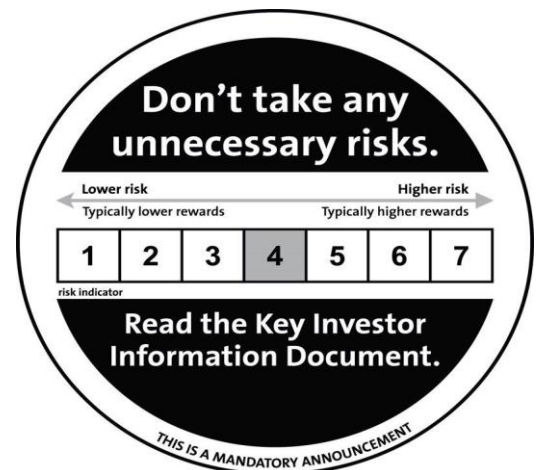 Don’t take any
unnecessary risks.
Lower risk Higher risk
Typically lower rewards Typically higher rewards
1 2 3 4 5 6 7
risk indicator
Read the Key Investor
Information Document.
THIS IS A MANDATORY ANNOUNCEMENT